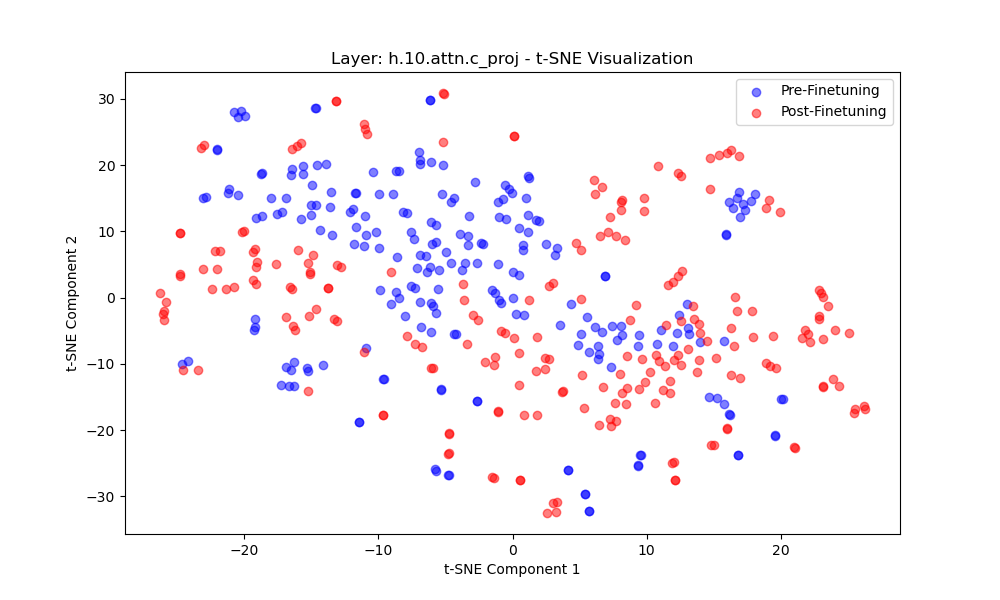 Layer: h.10.attn.c_proj - t-SNE Visualization
Pre-Finetuning
Post-Finetuning
t-SNE Component 2
30
20
10
0
−10
−20
−30
−20
−10
0
10
20
t-SNE Component 1